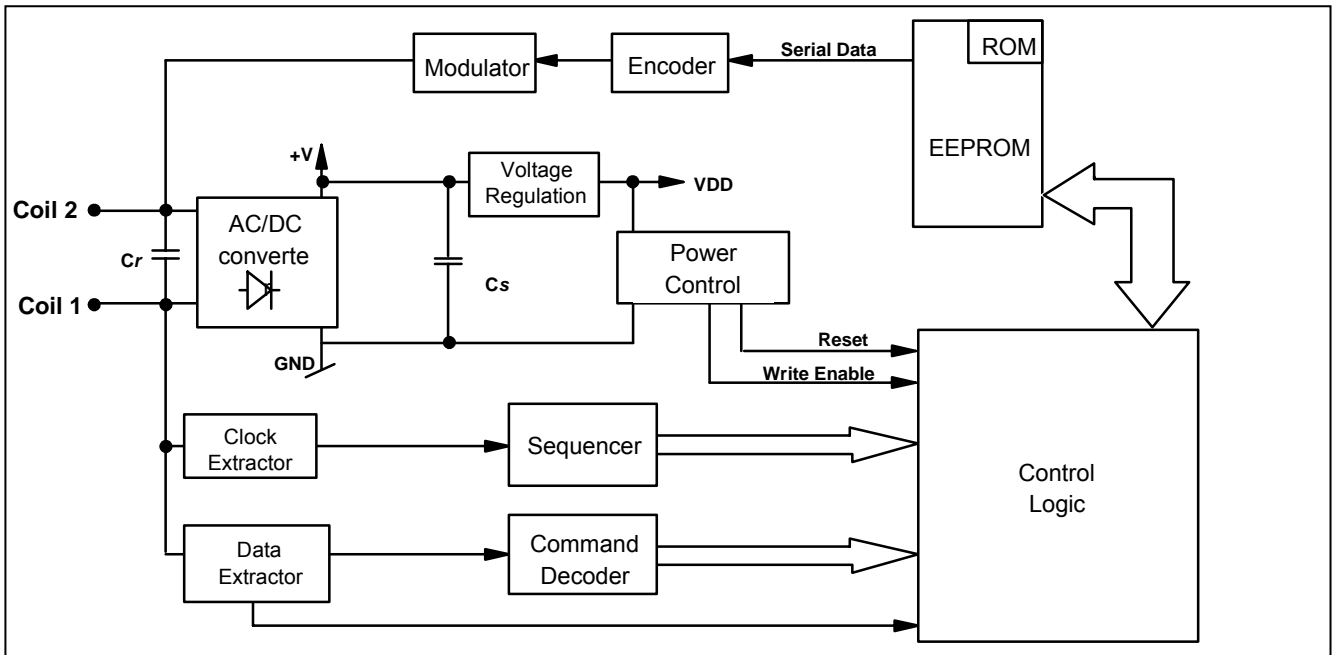 Serial Data
ROM
Modulator
Encoder
EEPROM
+V
Voltage
Regulation
VDD
Coil 2
AC/DC
converte
Cr
Cs
Power
Control
Coil 1
GND
Reset
Write Enable
Clock
Extractor
Sequencer
Control
Logic
Data
Extractor
Command
Decoder